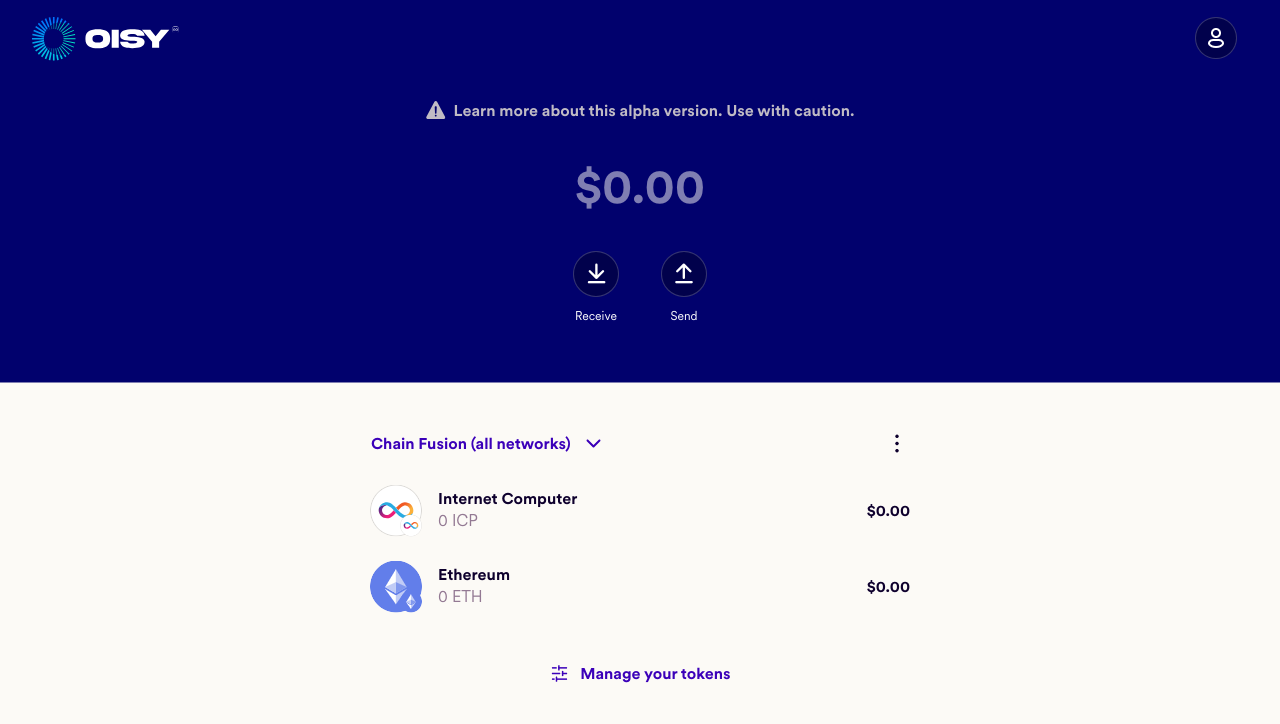 OISY
Learn more about this alpha version. Use with caution.
$0.00
Receive
Send
Chain Fusion (all networks)
Internet Computer
0 ICP
$0.00
Ethereum
0 ETH
$0.00
Manage your tokens